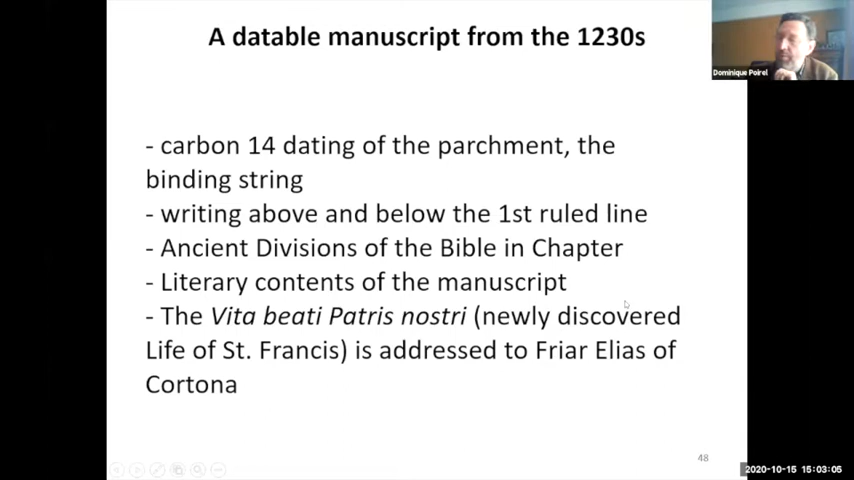 A datable manuscript from the 1230s
Dominique Poirel
- carbon 14 dating of the parchment, the
binding string
- writing above and below the 1st ruled line
- Ancient Divisions of the Bible in Chapter
- Literary contents of the manuscript
- The Vita beati Patris nostri (newly discovered
Life of St. Francis) is addressed to Friar Elias of
Cortona
48
2020-10-15 15:03:05